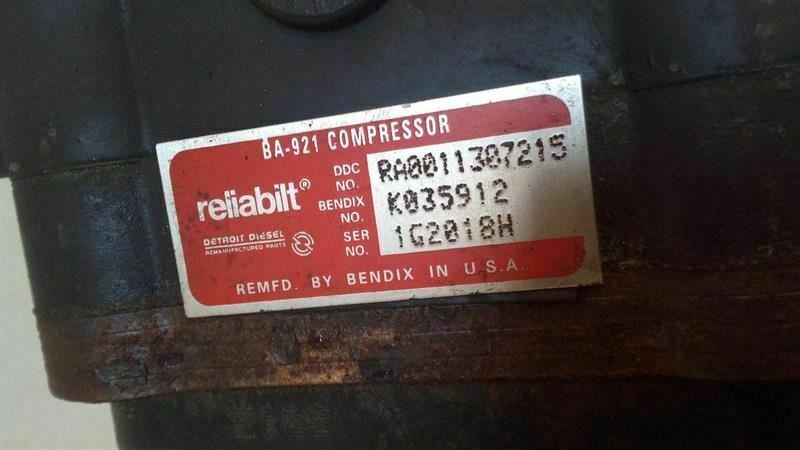 BA-921 COMPRESSOR
reliabilt®
DETROIT DIESEL
REMANUFACTURED PARTS
DDC NO. RA0011307215
BENDIX NO. K035912
SER NO. 1G2018H
REMFD. BY BENDIX IN U.S.A.